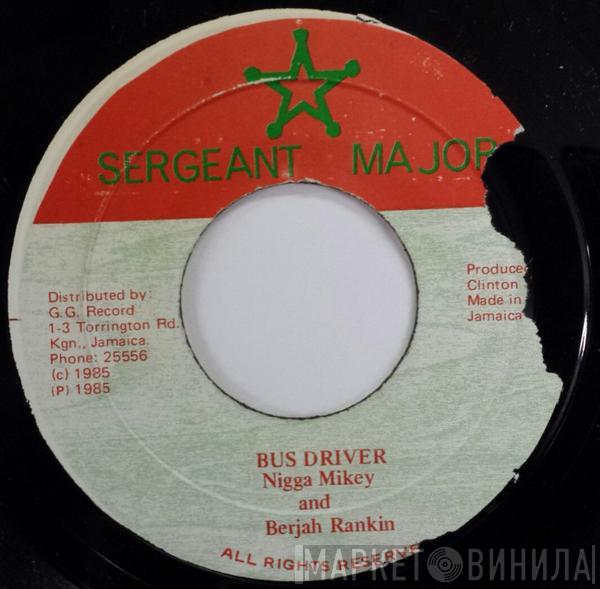 SERGEANT MAJOR
Distributed by:
G.G. Record
1-3 Torrington Rd.
Kgn., Jamaica.
Phone: 25556
(c) 1985
(P) 1985
Produce
Clinton
Made in
Jamaica
BUS DRIVER
Nigga Mikey
and
Berjah Rankin
ALL RIGHTS RESERVE
МАРКЕТ ВИНИЛА